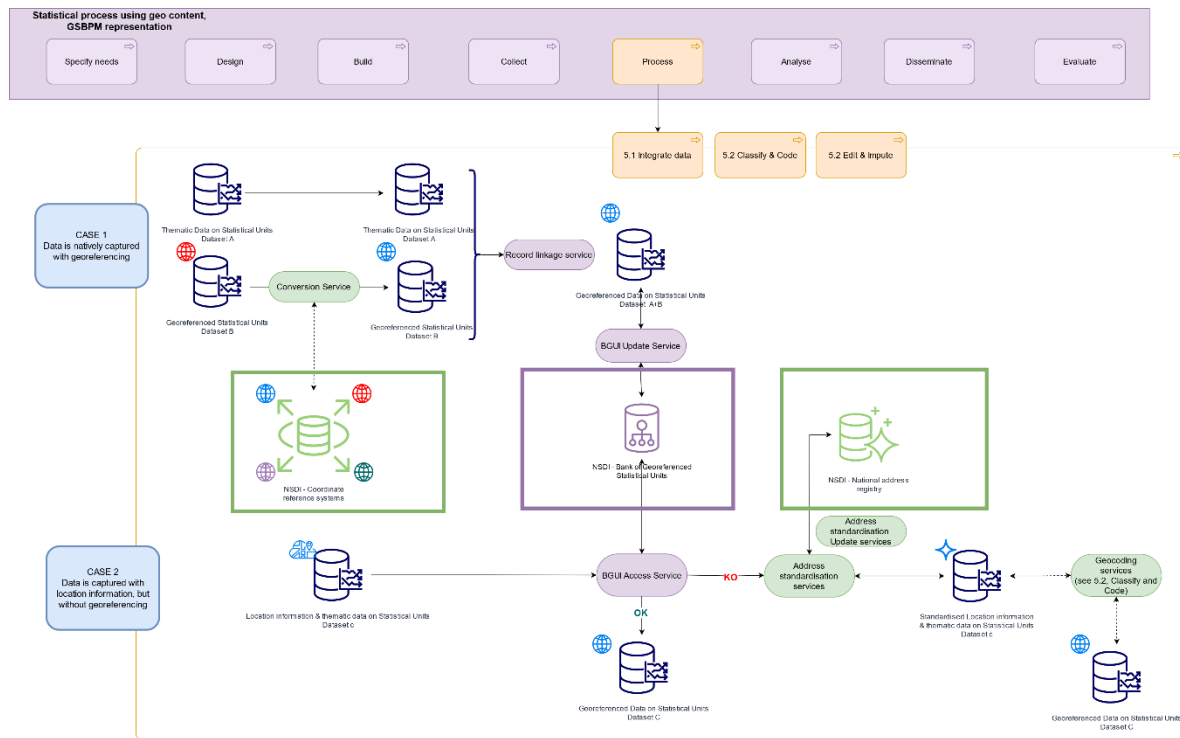 Statistical process using geo content,
GSBPM representation
Specify needs
Design
Build
Collect
Process
Analyse
Disseminate
Evaluate
5.1 Integrate data
5.2 Classify & Code
5.2 Edit & Impute
CASE 1
Data is natively captured
with georeferencing
Thematic Data on Statistical Units
Dataset A
Thematic Data on Statistical Units
Dataset A
Record linkage service
Georeferenced Statistical Units
Dataset B
Conversion Service
Georeferenced Statistical Units
Dataset B
Georeferenced Data on Statistical Units
Dataset A+B
BGUI Update Service
NSDI - Coordinate
reference systems
NSDI - Bank of Georeferenced
Statistical Units
NSDI - National address
registry
Address
standardisation
Update services
CASE 2
Data is captured with
location information, but
without georeferencing
Location information & thematic data on Statistical Units
Dataset c
BGUI Access Service
KO
OK
Address
standardisation
services
Standardised Location information
& thematic data on Statistical Units
Dataset c
Geocoding
services
(see 5.2, Classify and
Code)
Georeferenced Data on Statistical Units
Dataset C
Georeferenced Data on Statistical Units
Dataset C